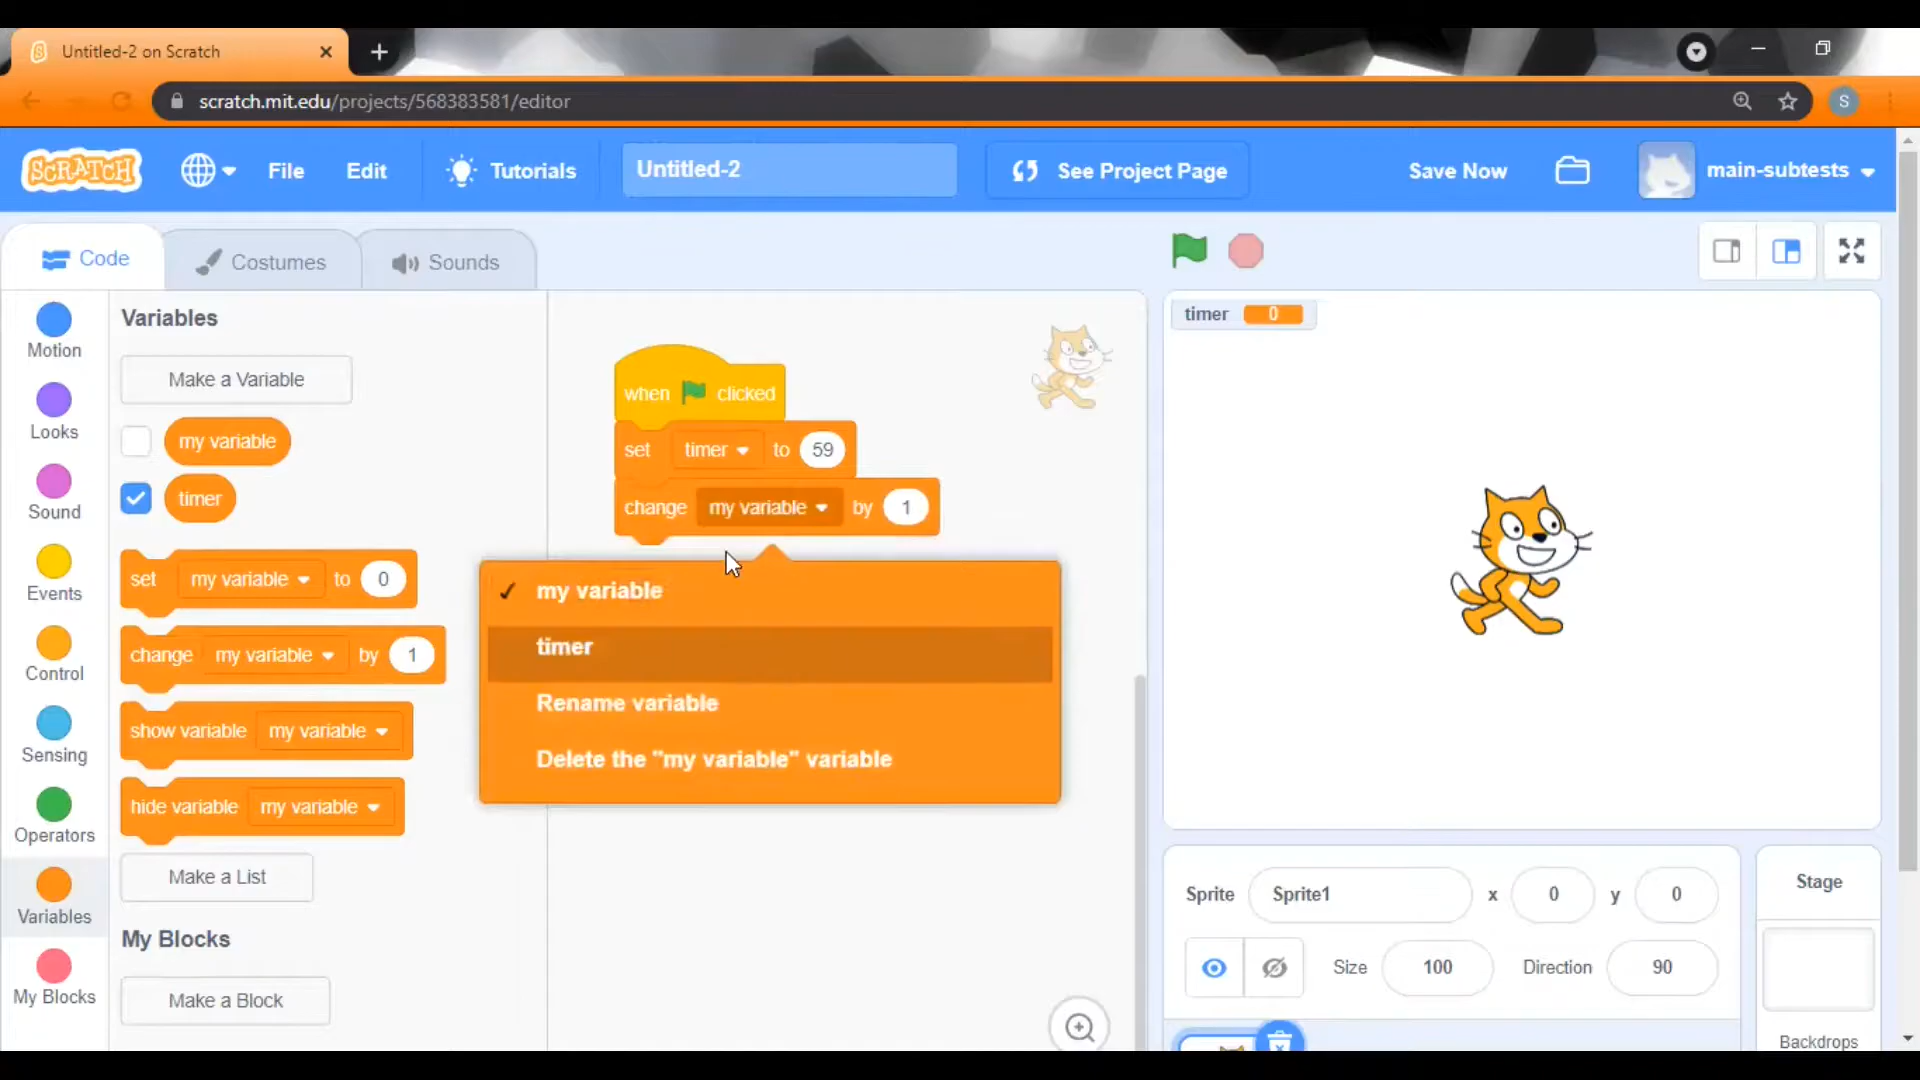 Untitled-2 on Scratch
scratch.mit.edu/projects/568383581/editor
S
SCRATCH
File
Edit
Tutorials
Untitled-2
See Project Page
Save Now
main-subtests
Code
Costumes
Sounds
Motion
Looks
Sound
Events
Control
Sensing
Operators
Variables
My Blocks
Variables
Make a Variable
my variable
timer
set my variable to 0
change my variable by 1
show variable my variable
hide variable my variable
Make a List
My Blocks
Make a Block
when clicked
set timer to 59
change my variable by 1
✓ my variable
timer
Rename variable
Delete the "my variable" variable
timer 0
Sprite Sprite1 x 0 y 0
Size 100 Direction 90
Stage
Backdrops